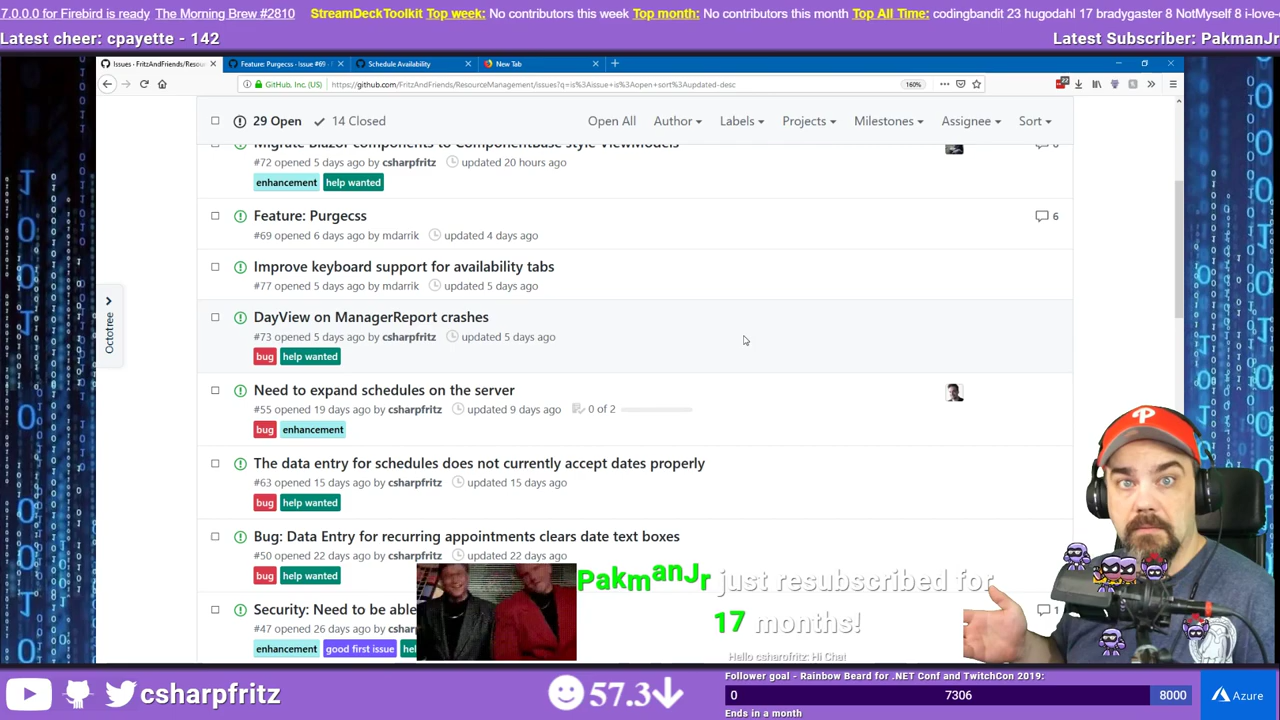 7.0.0.0 for Firebird is ready The Morning Brew #2810 StreamDeckToolkit Top week: No contributors this week Top month: No contributors this month Top All Time: codingbandit 23 hugodahl 17 bradygaster 8 NotMyself 8 i-love-
Latest cheer: cpayette - 142
Latest Subscriber: PakmanJr
Issues · FritzAndFriends/Resou
Feature: Purgecss · Issue #69 · F
Schedule Availability
New Tab
GitHub, Inc. (US)
https://github.com/FritzAndFriends/ResourceManagement/issues?q=is%3Aissue+is%3Aopen+sort%3Aupdated-desc
160%
29 Open
14 Closed
Open All
Author
Labels
Projects
Milestones
Assignee
Sort
Migrate Blazor components to ComponentBase style ViewModels
#72 opened 5 days ago by csharpfritz updated 20 hours ago
enhancement help wanted
Feature: Purgecss
6
#69 opened 6 days ago by mdarrik updated 4 days ago
Improve keyboard support for availability tabs
#77 opened 5 days ago by mdarrik updated 5 days ago
Octotree
DayView on ManagerReport crashes
#73 opened 5 days ago by csharpfritz updated 5 days ago
bug help wanted
Need to expand schedules on the server
#55 opened 19 days ago by csharpfritz updated 9 days ago 0 of 2
bug enhancement
The data entry for schedules does not currently accept dates properly
#63 opened 15 days ago by csharpfritz updated 15 days ago
bug help wanted
Bug: Data Entry for recurring appointments clears date text boxes
#50 opened 22 days ago by csharpfritz updated 22 days ago
bug help wanted
PakmanJr just resubscribed for
17 months!
Hello csharpfritz: Hi Chat
Security: Need to be able
1
#47 opened 26 days ago by csharp
enhancement good first issue hel
csharpfritz
57.3
Follower goal - Rainbow Beard for .NET Conf and TwitchCon 2019:
0 7306 8000
Ends in a month
Azure